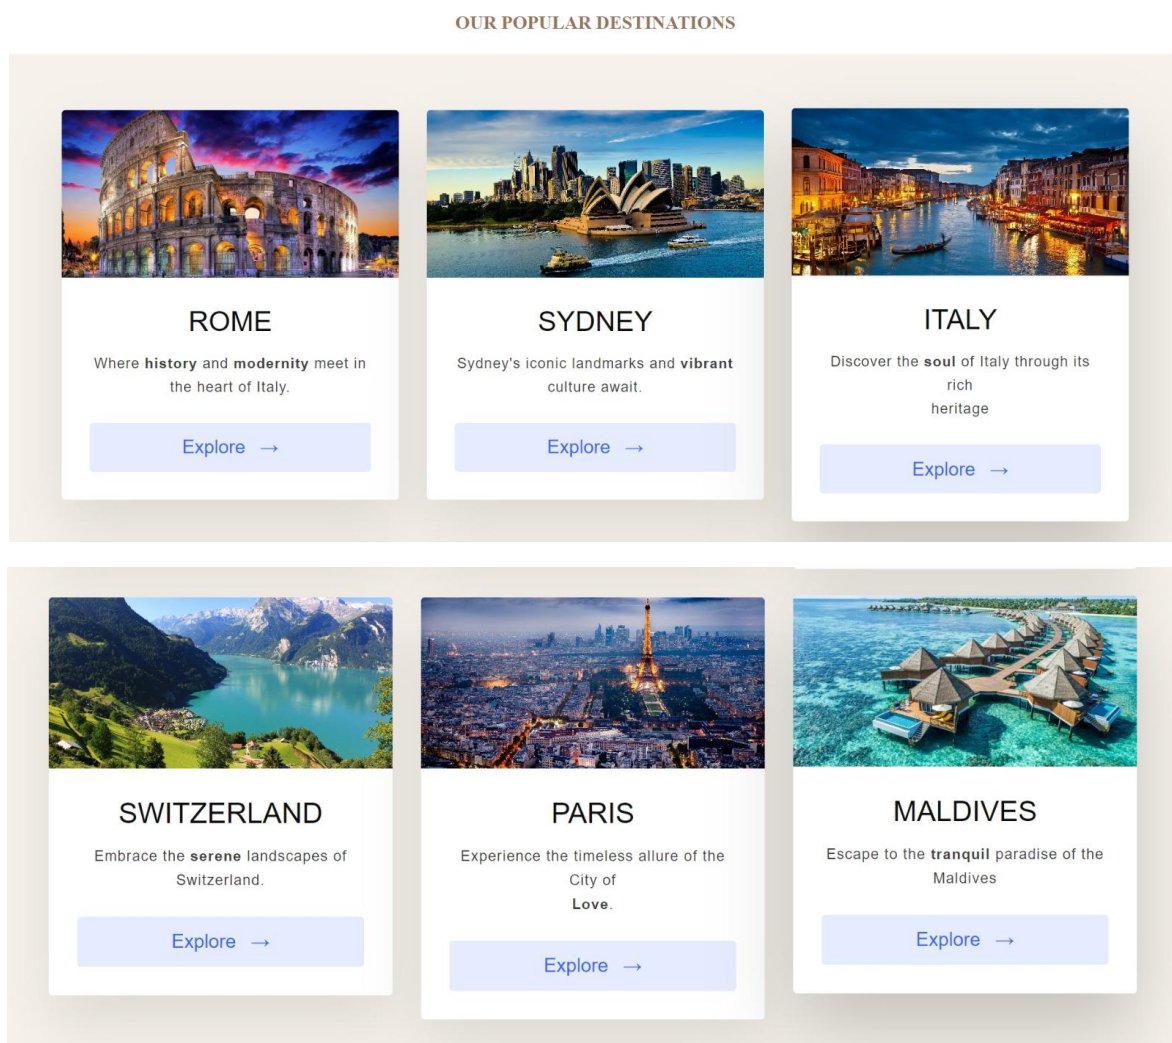 OUR POPULAR DESTINATIONS
ROME
Where history and modernity meet in
the heart of Italy.
Explore →
SYDNEY
Sydney's iconic landmarks and vibrant
culture await.
Explore →
ITALY
Discover the soul of Italy through its
rich
heritage
Explore →
SWITZERLAND
Embrace the serene landscapes of
Switzerland.
Explore →
PARIS
Experience the timeless allure of the
City of
Love.
Explore →
MALDIVES
Escape to the tranquil paradise of the
Maldives
Explore →